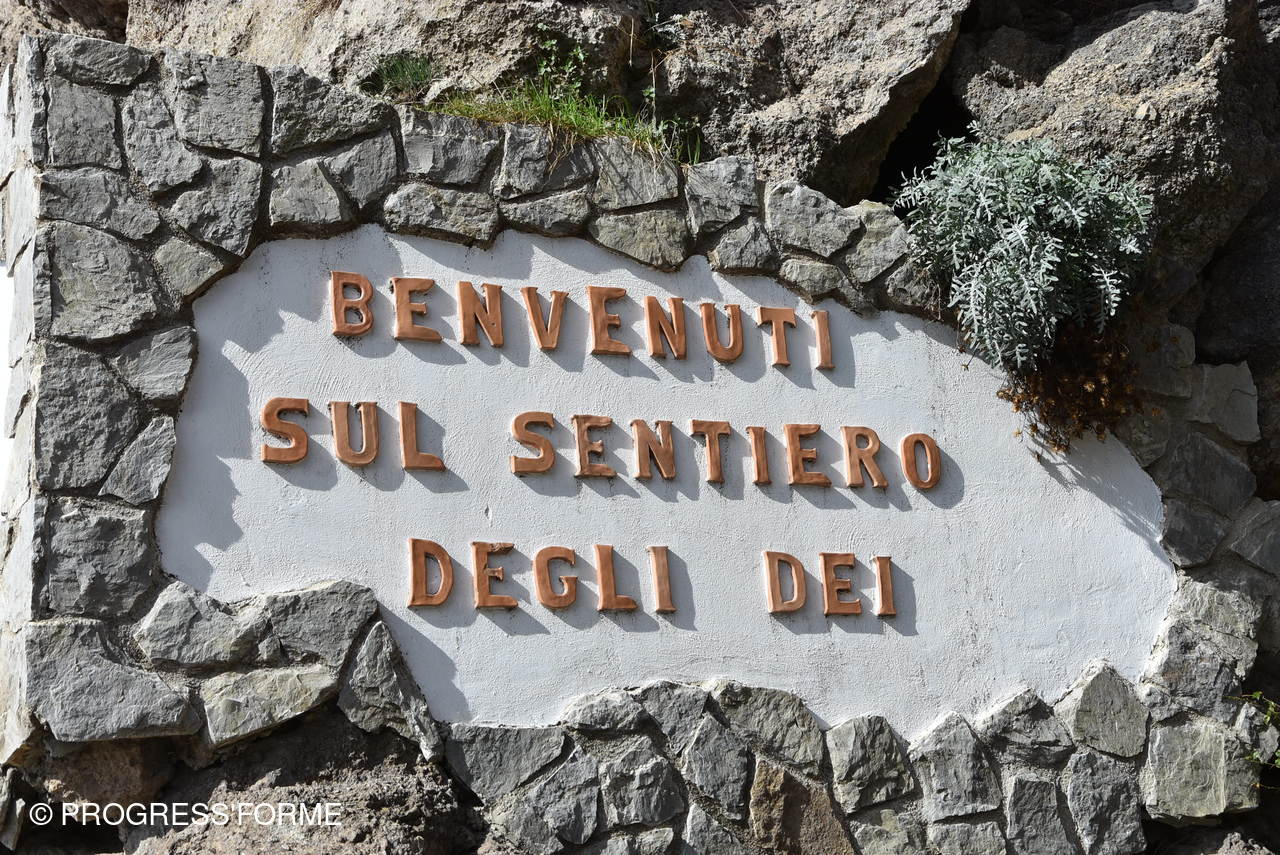 BENVENUTI
SUL SENTIERO
DEGLI DEI
© PROGRESS'FORME